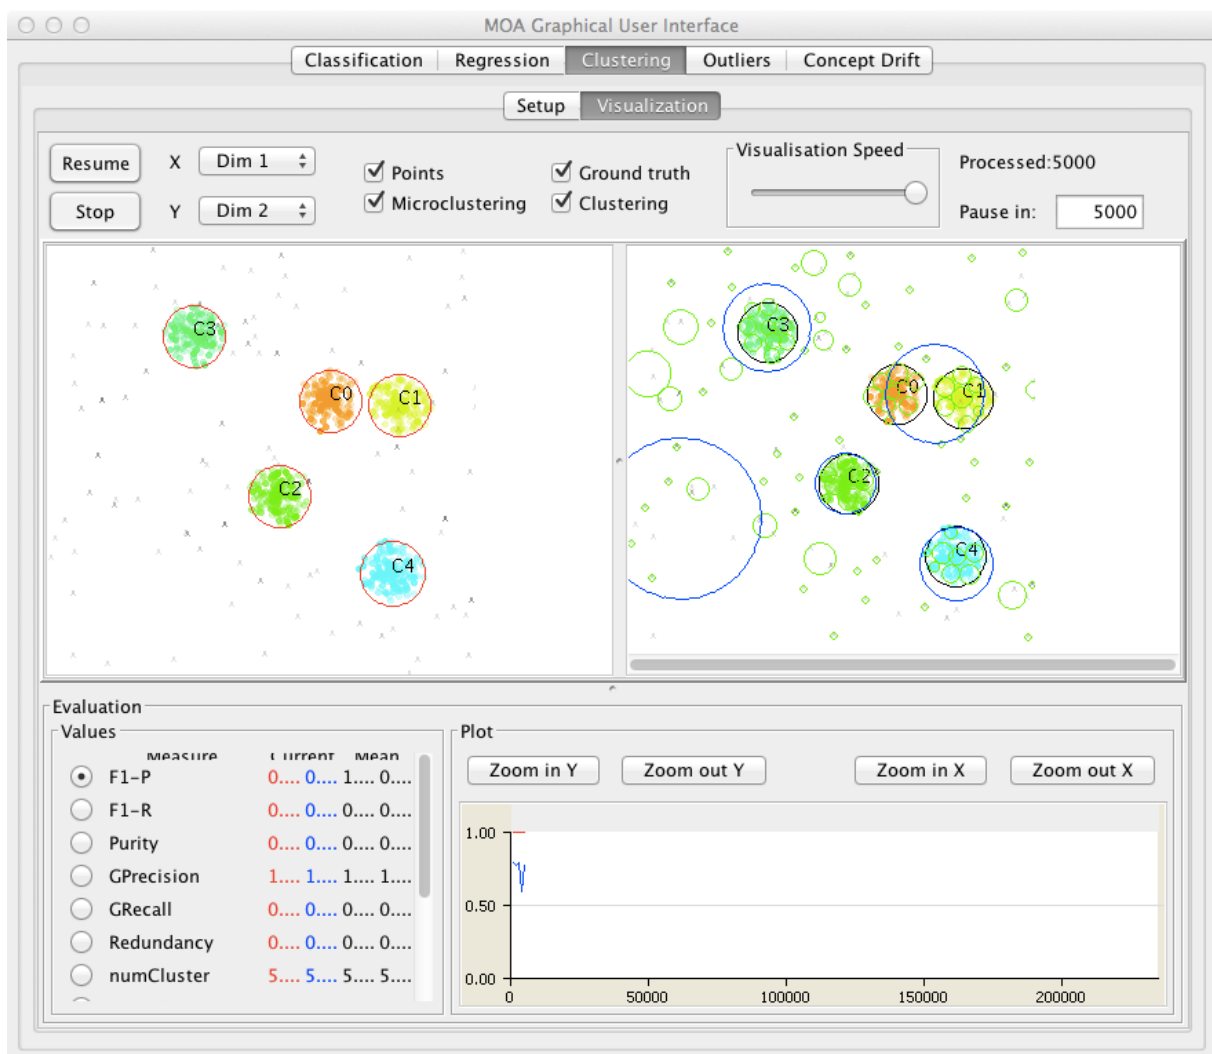 MOA Graphical User Interface
Classification Regression Clustering Outliers Concept Drift
Setup Visualization
Resume X Dim 1 Points Ground truth Visualisation Speed Processed:5000
Stop Y Dim 2 Microclustering Clustering Pause in: 5000
C3
C0
C1
C2
C4
C3
C0
C1
C2
C4
Evaluation
Values
Measure Current Mean
F1-P 0.... 0.... 1.... 0....
F1-R 0.... 0.... 0.... 0....
Purity 0.... 0.... 0.... 0....
GPrecision 1.... 1.... 1.... 1....
GRecall 0.... 0.... 0.... 0....
Redundancy 0.... 0.... 0.... 0....
numCluster 5.... 5.... 5.... 5....
Plot
Zoom in Y Zoom out Y Zoom in X Zoom out X
1.00
0.50
0.00
0 50000 100000 150000 200000